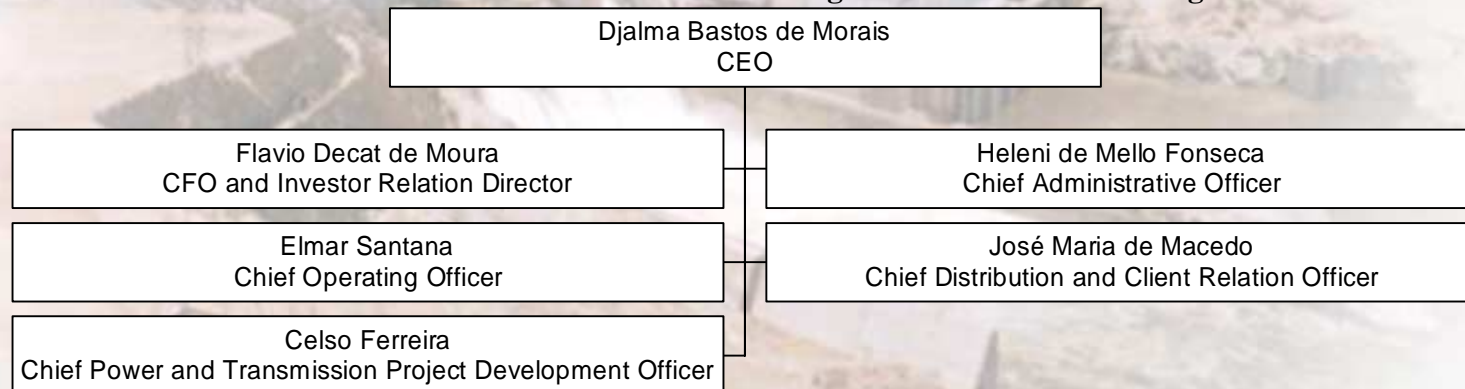 Djalma Bastos de Morais
CEO
Flavio Decat de Moura
CFO and Investor Relation Director
Heleni de Mello Fonseca
Chief Administrative Officer
Elmar Santana
Chief Operating Officer
José Maria de Macedo
Chief Distribution and Client Relation Officer
Celso Ferreira
Chief Power and Transmission Project Development Officer